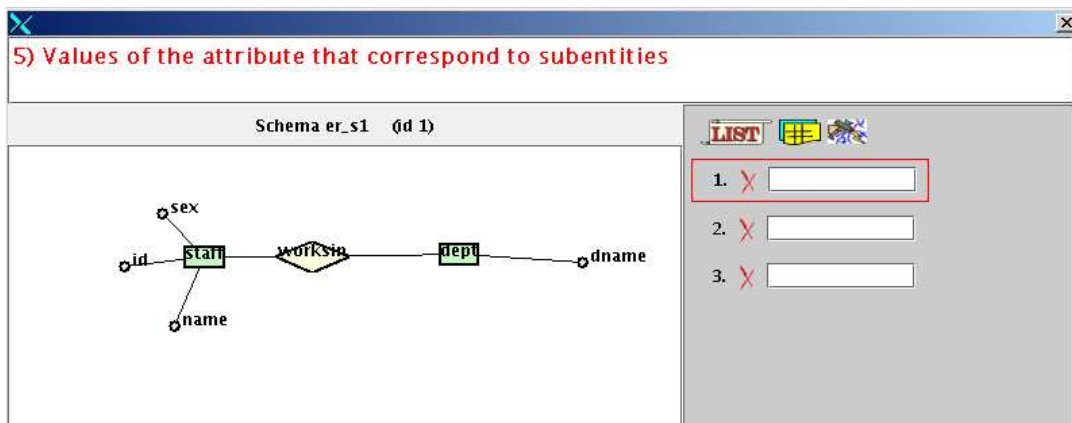 5) Values of the attribute that correspond to subentities
Schema er_s1 (id 1)
LIST
1.
2.
3.
sex
id
staff
worksin
dept
dname
name